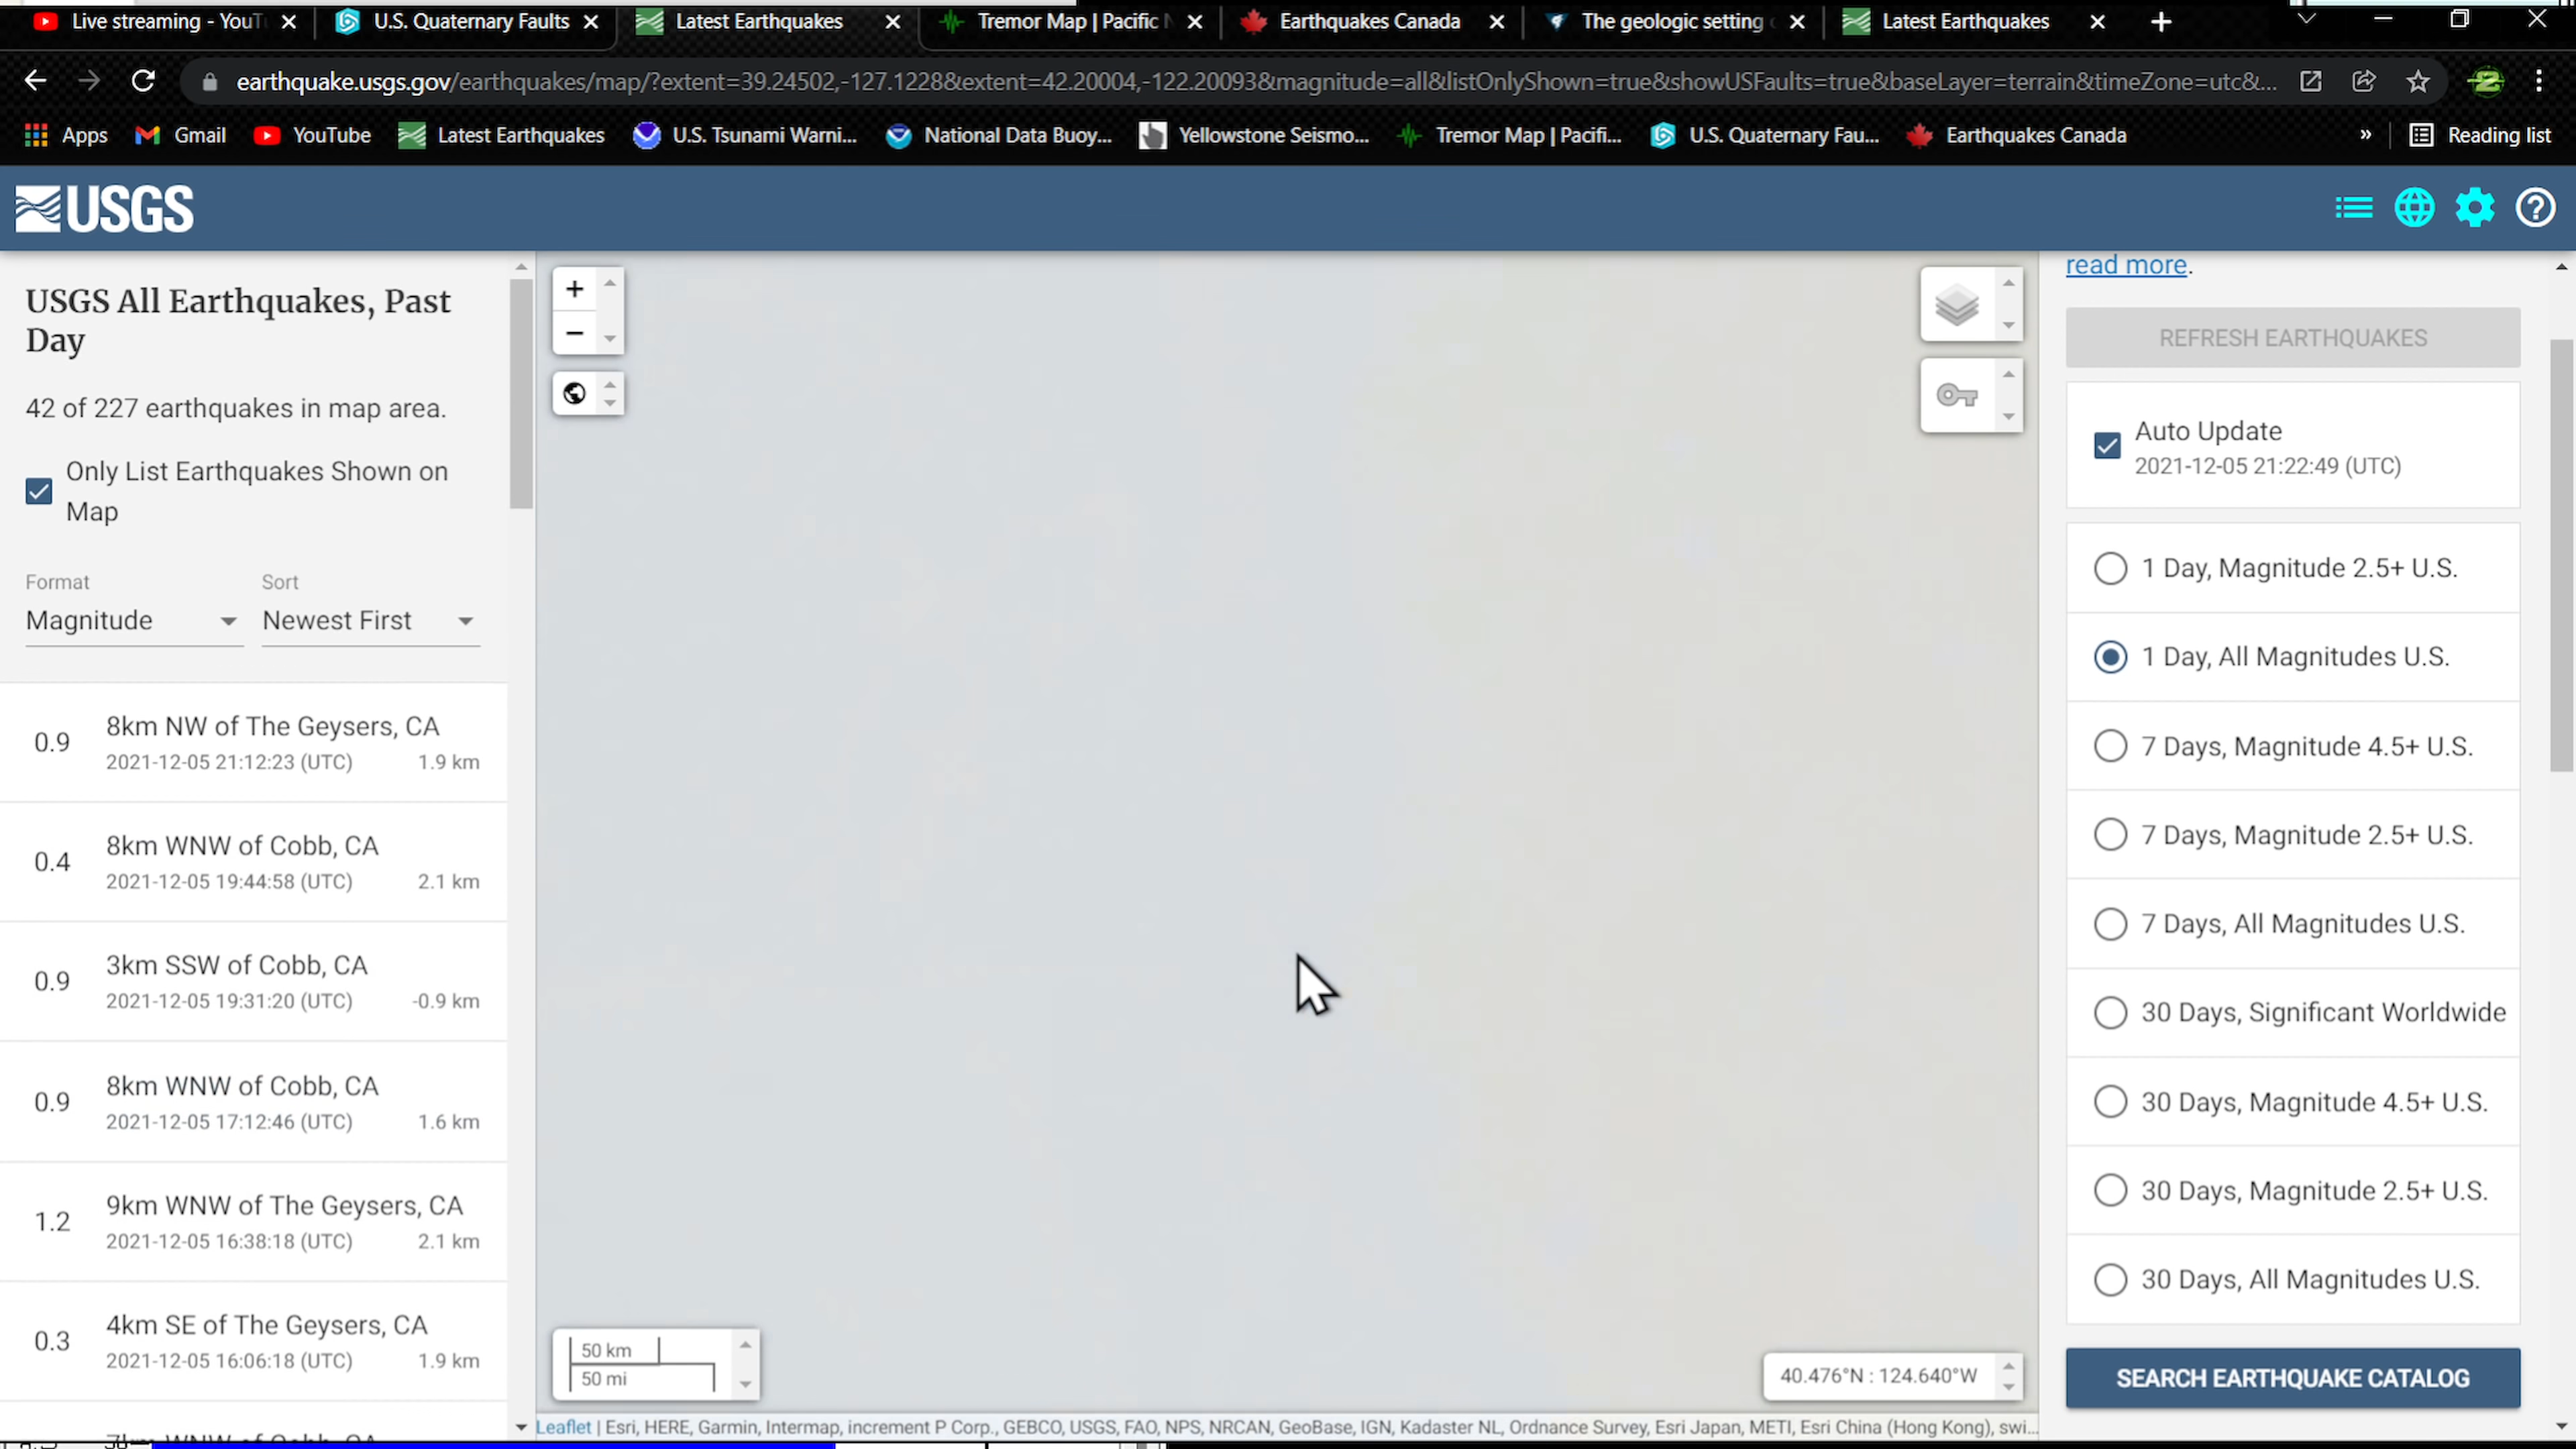 Live streaming - YouT
U.S. Quaternary Faults
Latest Earthquakes
Tremor Map | Pacific N
Earthquakes Canada
The geologic setting o
Latest Earthquakes
earthquake.usgs.gov/earthquakes/map/?extent=39.24502,-127.1228&extent=42.20004,-122.20093&magnitude=all&listOnlyShown=true&showUSFaults=true&baseLayer=terrain&timeZone=utc&...
Apps
Gmail
YouTube
Latest Earthquakes
U.S. Tsunami Warni...
National Data Buoy...
Yellowstone Seismo...
Tremor Map | Pacifi...
U.S. Quaternary Fau...
Earthquakes Canada
»
Reading list
USGS
USGS All Earthquakes, Past
Day
42 of 227 earthquakes in map area.
Only List Earthquakes Shown on
Map
Format
Sort
Magnitude
Newest First
0.9
8km NW of The Geysers, CA
2021-12-05 21:12:23 (UTC)
1.9 km
0.4
8km WNW of Cobb, CA
2021-12-05 19:44:58 (UTC)
2.1 km
0.9
3km SSW of Cobb, CA
2021-12-05 19:31:20 (UTC)
-0.9 km
0.9
8km WNW of Cobb, CA
2021-12-05 17:12:46 (UTC)
1.6 km
1.2
9km WNW of The Geysers, CA
2021-12-05 16:38:18 (UTC)
2.1 km
0.3
4km SE of The Geysers, CA
2021-12-05 16:06:18 (UTC)
1.9 km
+
−
50 km
50 mi
40.476°N : 124.640°W
Leaflet | Esri, HERE, Garmin, Intermap, increment P Corp., GEBCO, USGS, FAO, NPS, NRCAN, GeoBase, IGN, Kadaster NL, Ordnance Survey, Esri Japan, METI, Esri China (Hong Kong), swi...
read more.
REFRESH EARTHQUAKES
Auto Update
2021-12-05 21:22:49 (UTC)
1 Day, Magnitude 2.5+ U.S.
1 Day, All Magnitudes U.S.
7 Days, Magnitude 4.5+ U.S.
7 Days, Magnitude 2.5+ U.S.
7 Days, All Magnitudes U.S.
30 Days, Significant Worldwide
30 Days, Magnitude 4.5+ U.S.
30 Days, Magnitude 2.5+ U.S.
30 Days, All Magnitudes U.S.
SEARCH EARTHQUAKE CATALOG